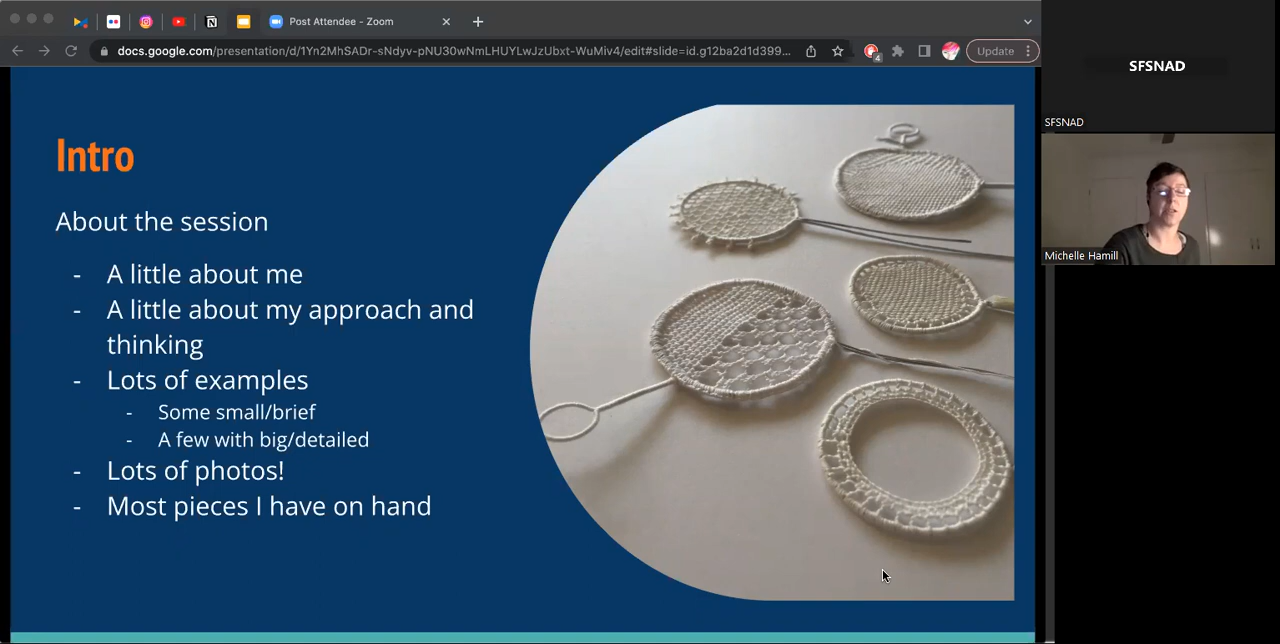 Post Attendee - Zoom
docs.google.com/presentation/d/1Yn2MhSADr-sNdyv-pNU30wNmLHUYLwJzUbxt-WuMiv4/edit#slide=id.g12ba2d1d399...
4
Update
SFSNAD
SFSNAD
Michelle Hamill
Intro
About the session
- A little about me
- A little about my approach and
thinking
- Lots of examples
- Some small/brief
- A few with big/detailed
- Lots of photos!
- Most pieces I have on hand